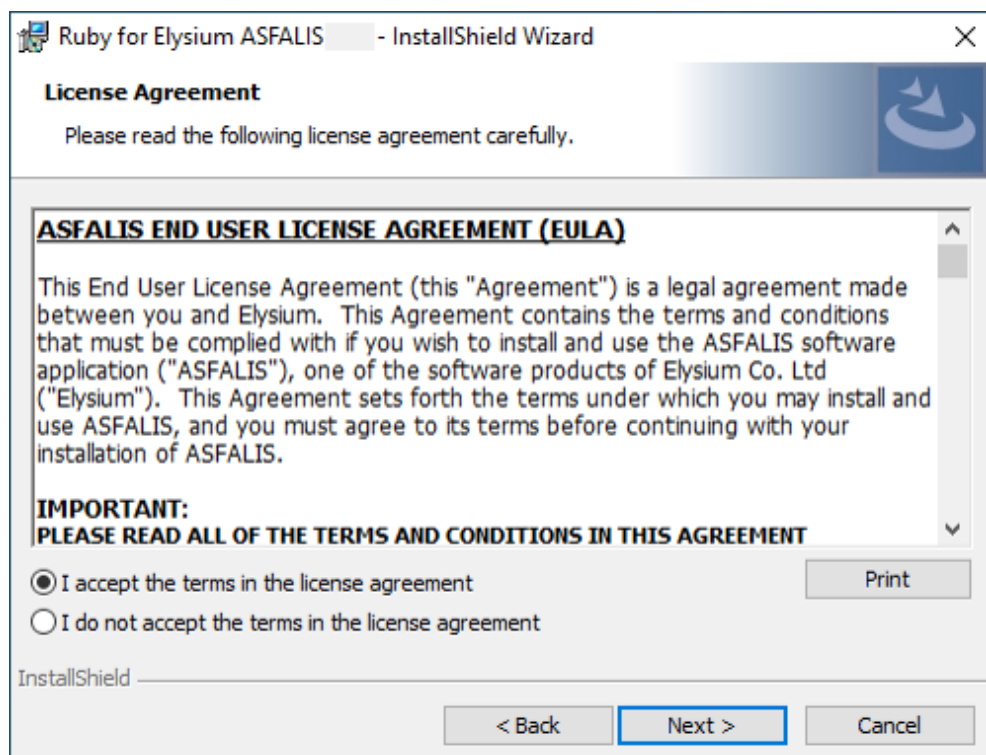 Ruby for Elysium ASFALIS - InstallShield Wizard
License Agreement
Please read the following license agreement carefully.
ASFALIS END USER LICENSE AGREEMENT (EULA)
This End User License Agreement (this "Agreement") is a legal agreement made
between you and Elysium.  This Agreement contains the terms and conditions
that must be complied with if you wish to install and use the ASFALIS software
application ("ASFALIS"), one of the software products of Elysium Co. Ltd
("Elysium").  This Agreement sets forth the terms under which you may install and
use ASFALIS, and you must agree to its terms before continuing with your
installation of ASFALIS.
IMPORTANT:
PLEASE READ ALL OF THE TERMS AND CONDITIONS IN THIS AGREEMENT
I accept the terms in the license agreement
Print
I do not accept the terms in the license agreement
InstallShield
< Back
Next >
Cancel